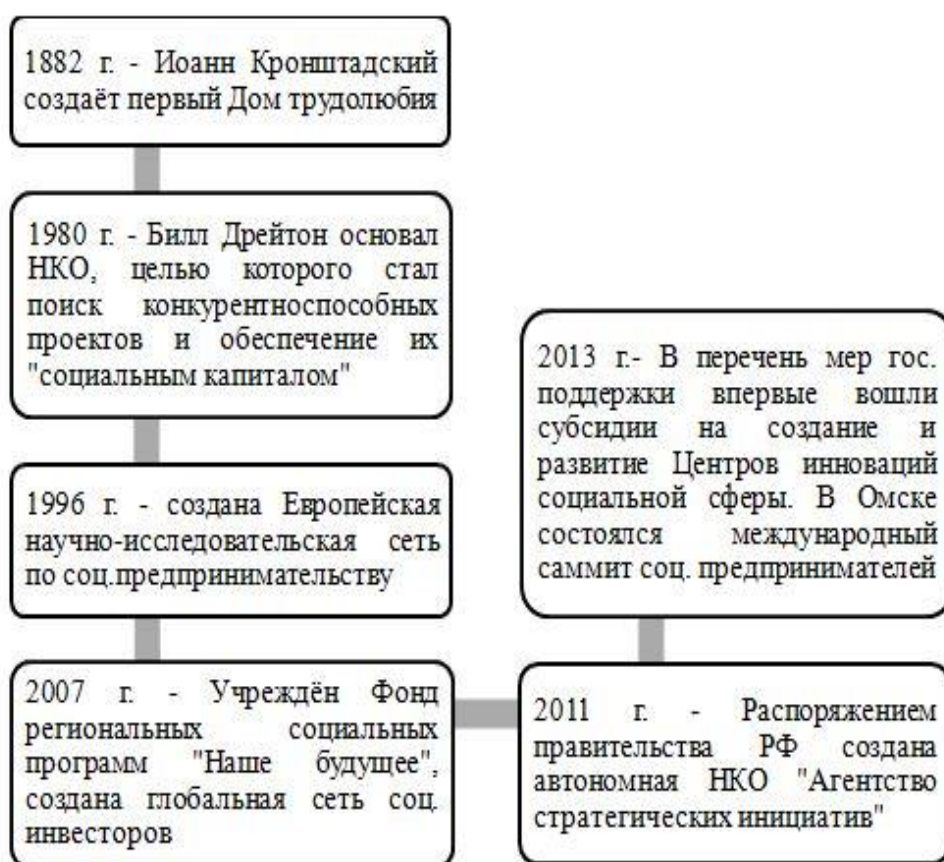 1882 г. - Иоанн Кронштадский
создаёт первый Дом трудолюбия
1980 г. - Билл Дрейтон основал
НКО, целью которого стал
поиск конкурентноспособных
проектов и обеспечение их
"социальным капиталом"
1996 г. - создана Европейская
научно-исследовательская сеть
по соц.предпринимательству
2007 г. - Учреждён Фонд
региональных социальных
программ "Наше будущее",
создана глобальная сеть соц.
инвесторов
2011 г. - Распоряжением
правительства РФ создана
автономная НКО "Агентство
стратегических инициатив"
2013 г.- В перечень мер гос.
поддержки впервые вошли
субсидии на создание и
развитие Центров инноваций
социальной сферы. В Омске
состоялся международный
саммит соц. предпринимателей